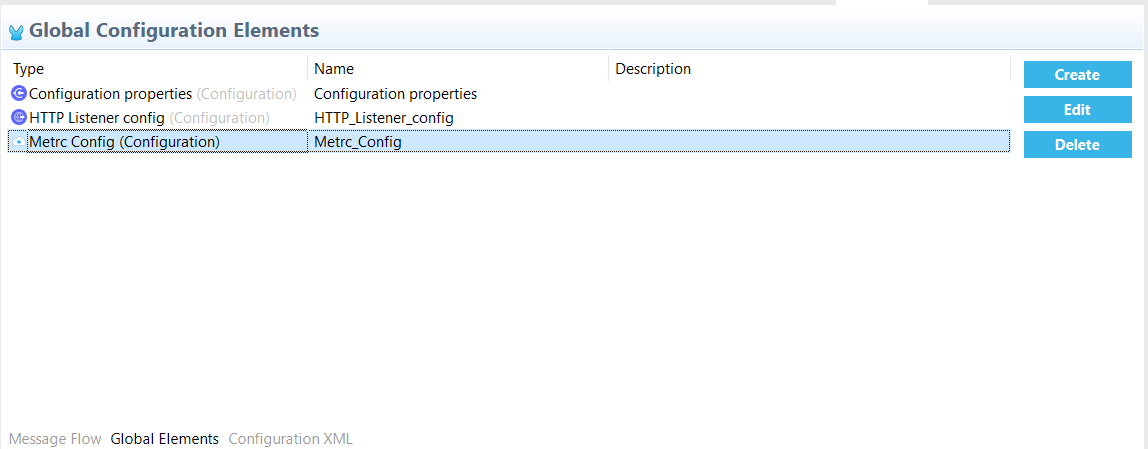 Global Configuration Elements
Type Name Description
Configuration properties (Configuration) Configuration properties
HTTP Listener config (Configuration) HTTP_Listener_config
Metrc Config (Configuration) Metrc_Config
Create
Edit
Delete
Message Flow Global Elements Configuration XML